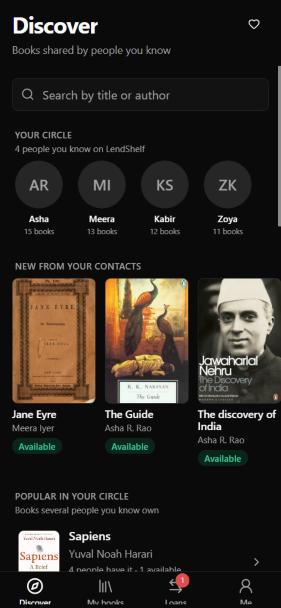 Discover
Books shared by people you know
Search by title or author
YOUR CIRCLE
4 people you know on LendShelf
AR
MI
KS
ZK
Asha
Meera
Kabir
Zoya
15 books
13 books
12 books
11 books
NEW FROM YOUR CONTACTS
JANE EYRE
R. K. NARAYAN
The Guide
Jawaharlal
Nehru
The Discovery
of India
Jane Eyre
Meera Iyer
Available
The Guide
Asha R. Rao
Available
The discovery of
India
Asha R. Rao
Available
POPULAR IN YOUR CIRCLE
Books several people you know own
Yuval Noah Harari
Sapiens
A Brief
Sapiens
Yuval Noah Harari
4 people have it · 1 available
1
Discover
My books
Loans
Me